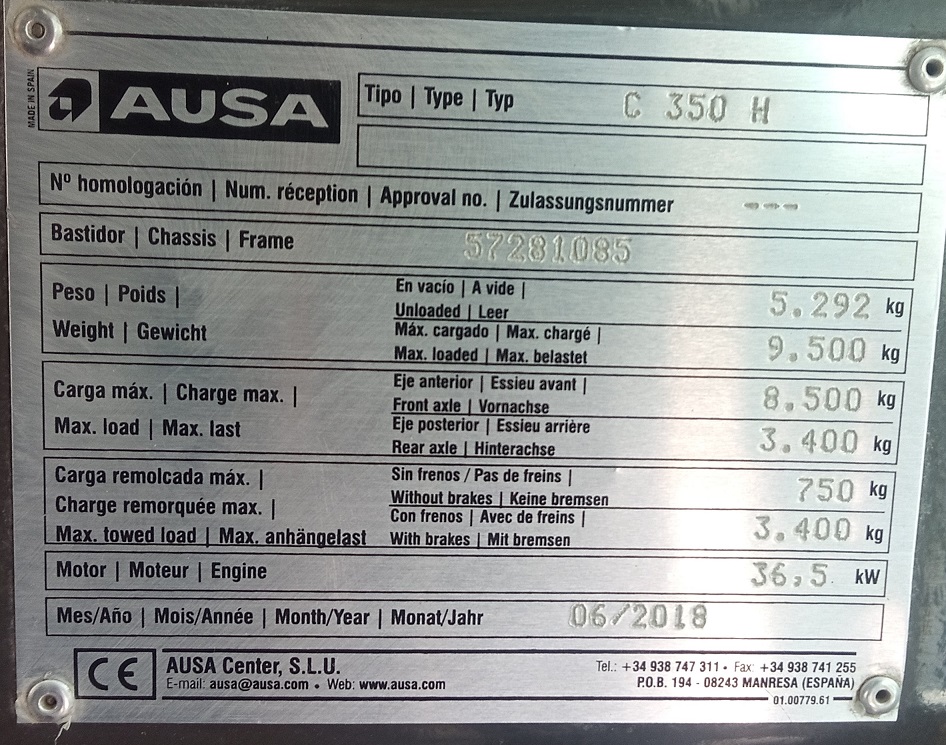 MADE IN SPAIN
AUSA
Tipo | Type | Typ C 350 H
Nº homologación | Num. réception | Approval no. | Zulassungsnummer ---
Bastidor | Chassis | Frame 57281085
Peso | Poids |
Weight | Gewicht
En vacío | A vide |
Unloaded | Leer 5.292 kg
Máx. cargado | Max. chargé |
Max. loaded | Max. belastet 9.500 kg
Carga máx. | Charge max. |
Max. load | Max. last
Eje anterior | Essieu avant |
Front axle | Vornachse 8.500 kg
Eje posterior | Essieu arrière
Rear axle | Hinterachse 3.400 kg
Carga remolcada máx. |
Charge remorquée max. |
Max. towed load | Max. anhängelast
Sin frenos / Pas de freins |
Without brakes | Keine bremsen 750 kg
Con frenos | Avec de freins |
With brakes | Mit bremsen 3.400 kg
Motor | Moteur | Engine 36,5 kW
Mes/Año | Mois/Année | Month/Year | Monat/Jahr 06/2018
CE
AUSA Center, S.L.U.
E-mail: ausa@ausa.com • Web: www.ausa.com
Tel.: +34 938 747 311 • Fax: +34 938 741 255
P.O.B. 194 - 08243 MANRESA (ESPAÑA)
01.00779.61